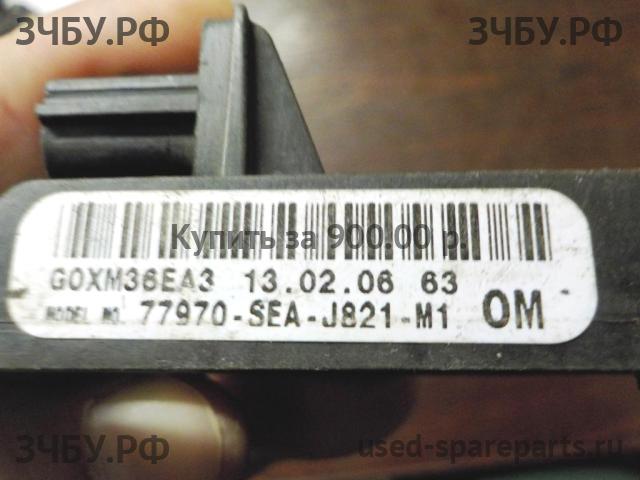 ЗЧБУ.РФ
ЗЧБУ.РФ
Купить за 900.00 р.
GOXM36EA3 13.02.06 63
MODEL NO. 77970-SEA-J821-M1 OM
ЗЧБУ.РФ
used-spareparts.ru